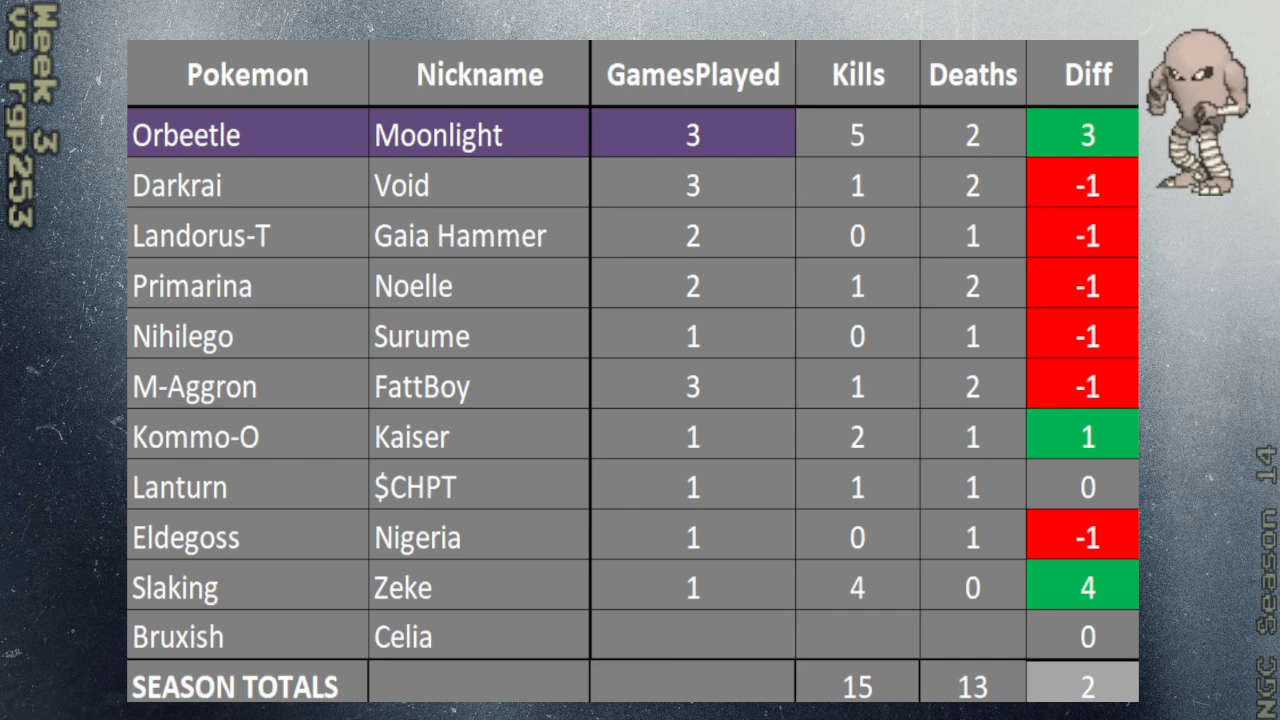 Week 3
vs rgp253
Pokemon Nickname GamesPlayed Kills Deaths Diff
Orbeetle Moonlight 3 5 2 3
Darkrai Void 3 1 2 -1
Landorus-T Gaia Hammer 2 0 1 -1
Primarina Noelle 2 1 2 -1
Nihilego Surume 1 0 1 -1
M-Aggron FattBoy 3 1 2 -1
Kommo-O Kaiser 1 2 1 1
Lanturn $CHPT 1 1 1 0
Eldegoss Nigeria 1 0 1 -1
Slaking Zeke 1 4 0 4
Bruxish Celia 0
SEASON TOTALS 15 13 2
NGC Season 14